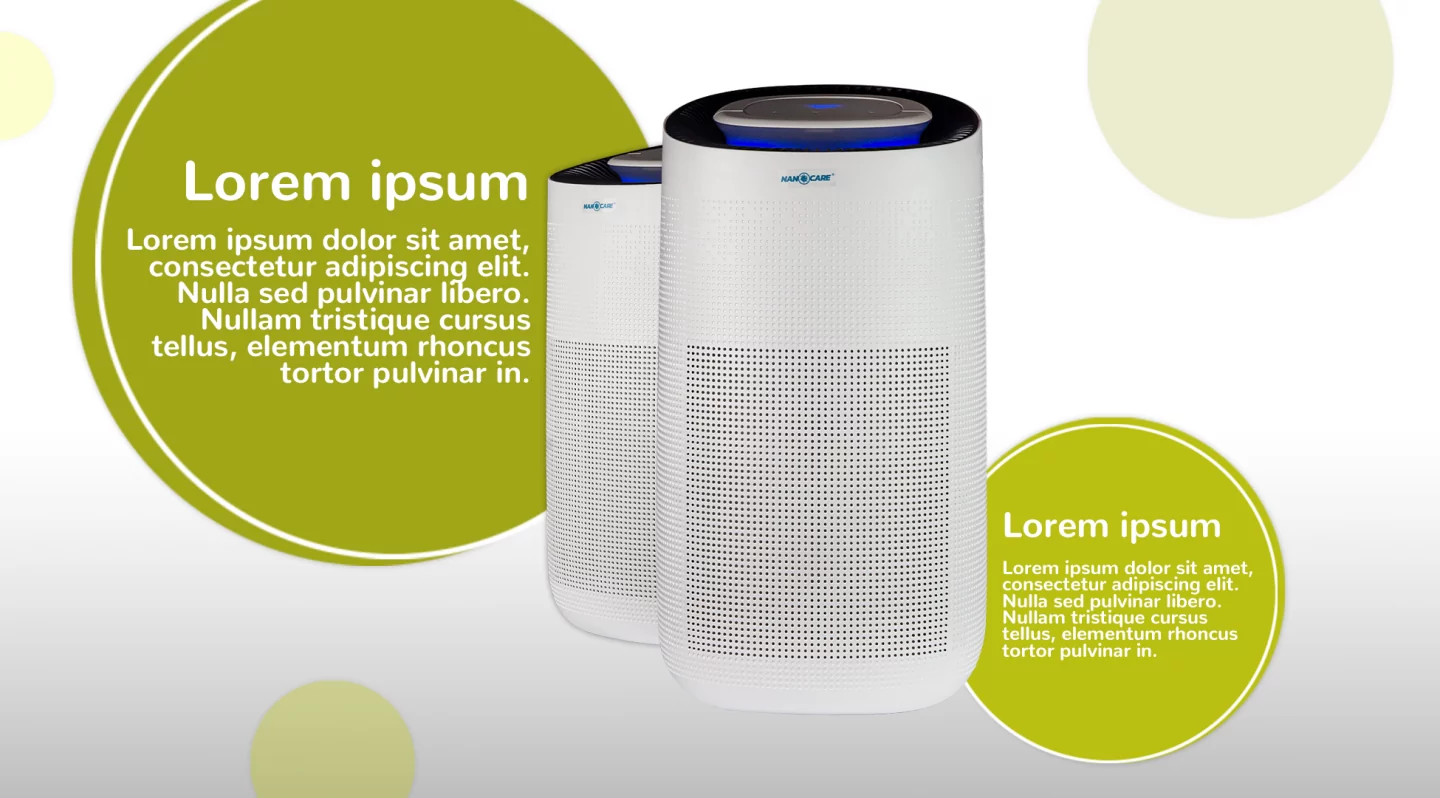 Lorem ipsum
Lorem ipsum dolor sit amet,
consectetur adipiscing elit.
Nulla sed pulvinar libero.
Nullam tristique cursus
tellus, elementum rhoncus
tortor pulvinar in.
NANOCARE
NANOCARE
Lorem ipsum
Lorem ipsum dolor sit amet,
consectetur adipiscing elit.
Nulla sed pulvinar libero.
Nullam tristique cursus
tellus, elementum rhoncus
tortor pulvinar in.